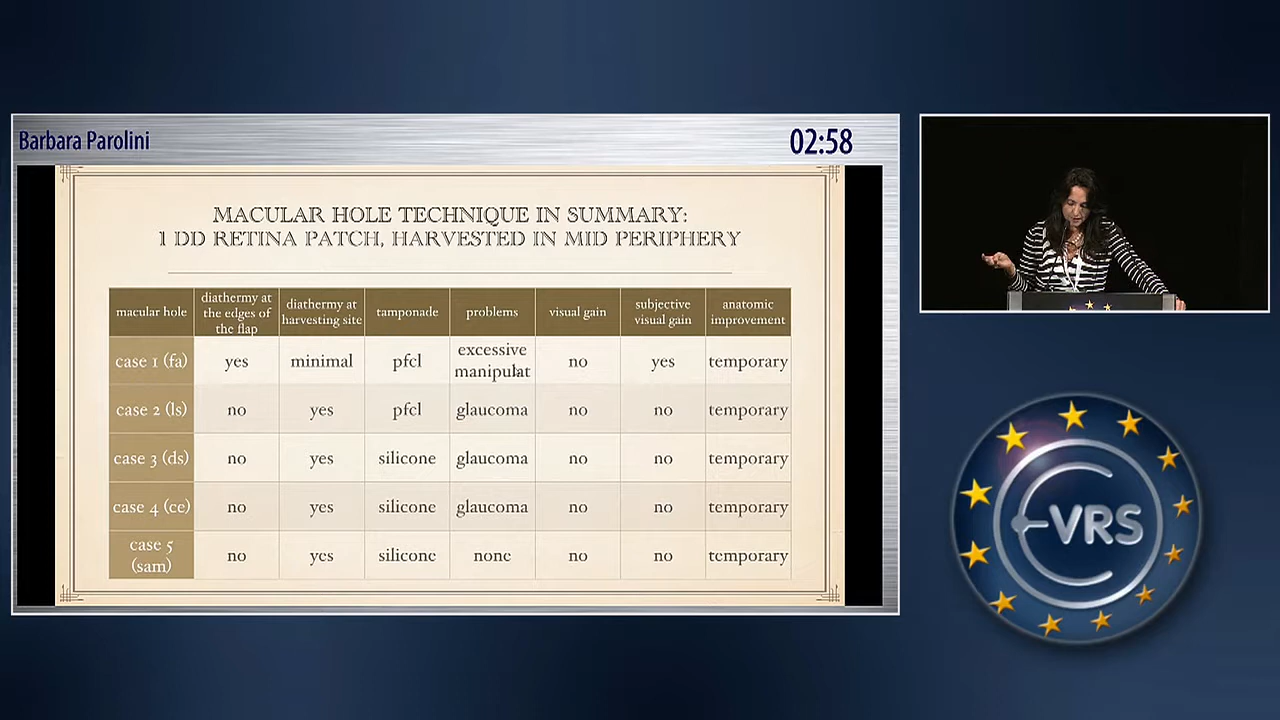 Barbara Parolini
02:58
MACULAR HOLE TECHNIQUE IN SUMMARY:
1 DD RETINA PATCH, HARVESTED IN MID PERIPHERY
macular hole
diathermy at
the edges of
the flap
diathermy at
harvesting site
tamponade
problems
visual gain
subjective
visual gain
anatomic
improvement
case 1 (fa)
yes
minimal
pfcl
excessive
manipulat
no
yes
temporary
case 2 (ls)
no
yes
pfcl
glaucoma
no
no
temporary
case 3 (ds)
no
yes
silicone
glaucoma
no
no
temporary
case 4 (ce)
no
yes
silicone
glaucoma
no
no
temporary
case 5
(sam)
no
yes
silicone
none
no
no
temporary
EVRS